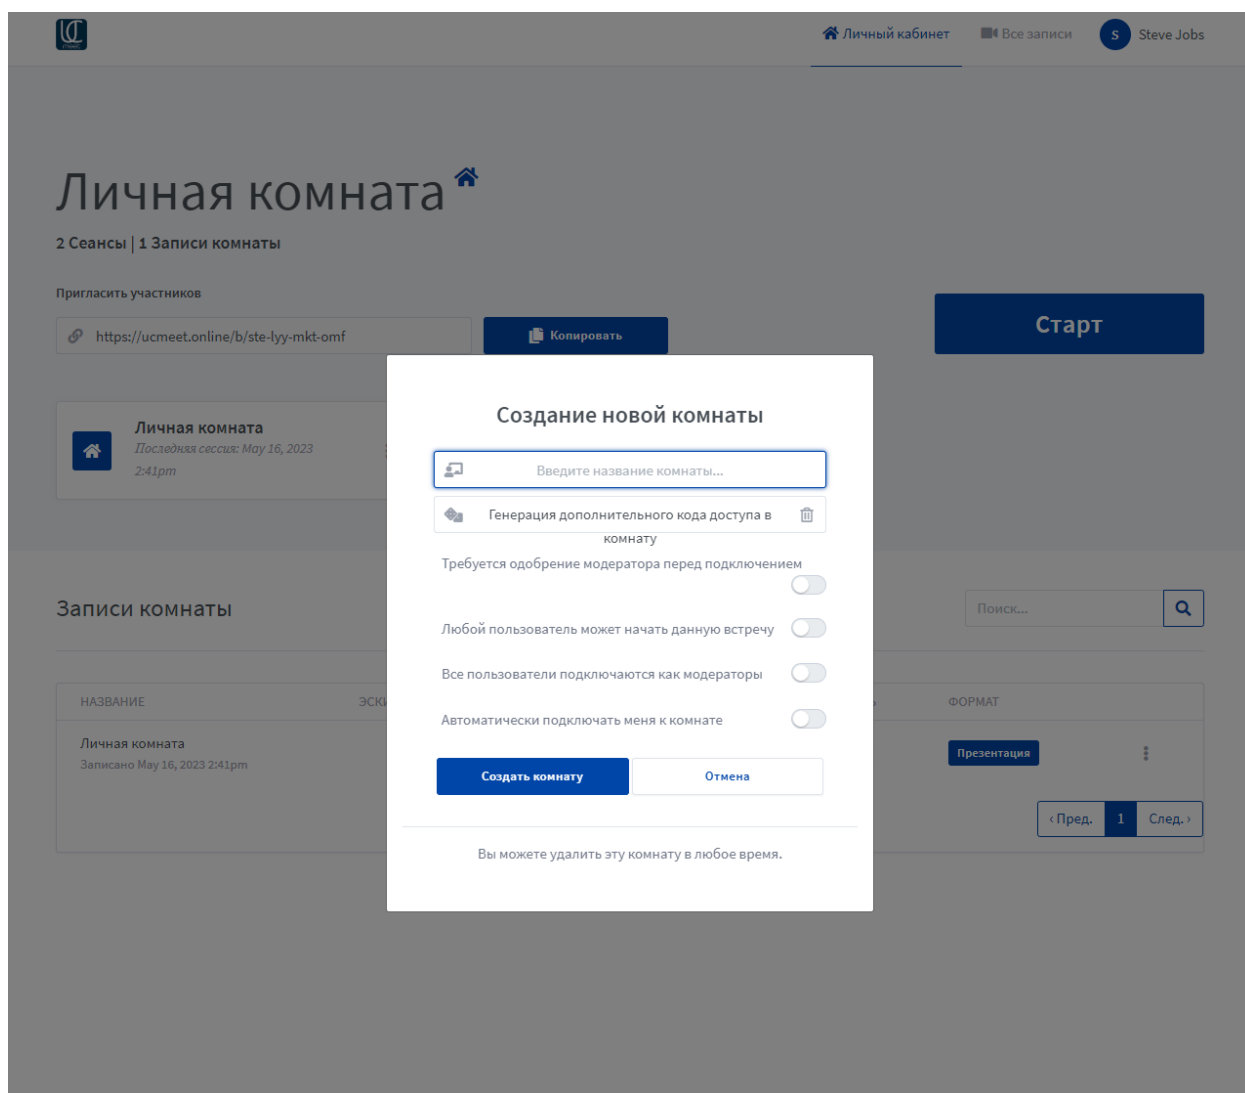 UC
meet
Личный кабинет
Все записи
S
Steve Jobs
Личная комната
2 Сеансы | 1 Записи комнаты
Пригласить участников
https://ucmeet.online/b/ste-lyy-mkt-omf
Копировать
Старт
Личная комната
Последняя сессия: May 16, 2023
2:41pm
Создание новой комнаты
Введите название комнаты...
Генерация дополнительного кода доступа в
комнату
Требуется одобрение модератора перед подключением
Любой пользователь может начать данную встречу
Все пользователи подключаются как модераторы
Автоматически подключать меня к комнате
Создать комнату
Отмена
Вы можете удалить эту комнату в любое время.
Записи комнаты
Поиск...
НАЗВАНИЕ
ФОРМАТ
Личная комната
Записано May 16, 2023 2:41pm
Презентация
‹ Пред.
1
След. ›